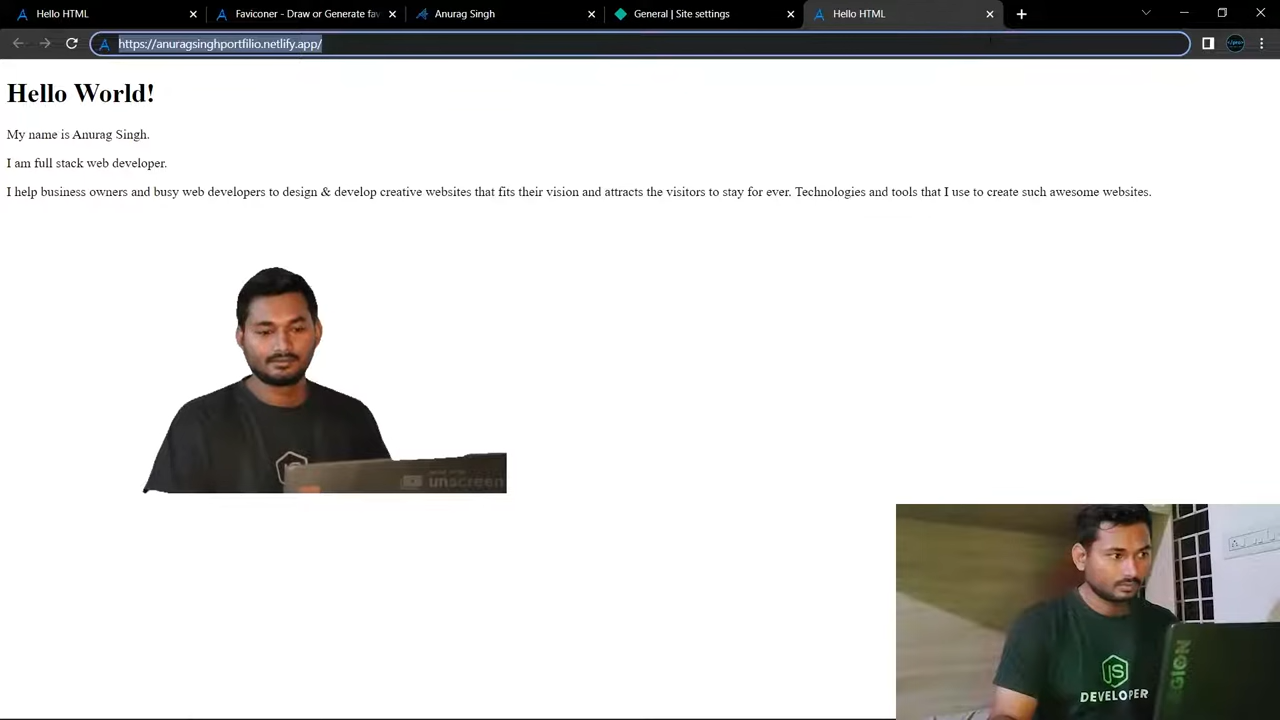 Hello HTML
Faviconer - Draw or Generate fav
Anurag Singh
General | Site settings
Hello HTML
https://anuragsinghportfilio.netlify.app/
Hello World!
My name is Anurag Singh.
I am full stack web developer.
I help business owners and busy web developers to design & develop creative websites that fits their vision and attracts the visitors to stay for ever. Technologies and tools that I use to create such awesome websites.
JS
unscreen
JS
DEVELOPER
GION